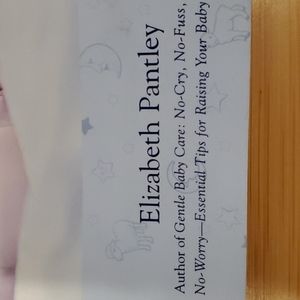 Elizabeth Pantley
Author of Gentle Baby Care: No-Cry, No-Fuss,
No-Worry—Essential Tips for Raising Your Baby